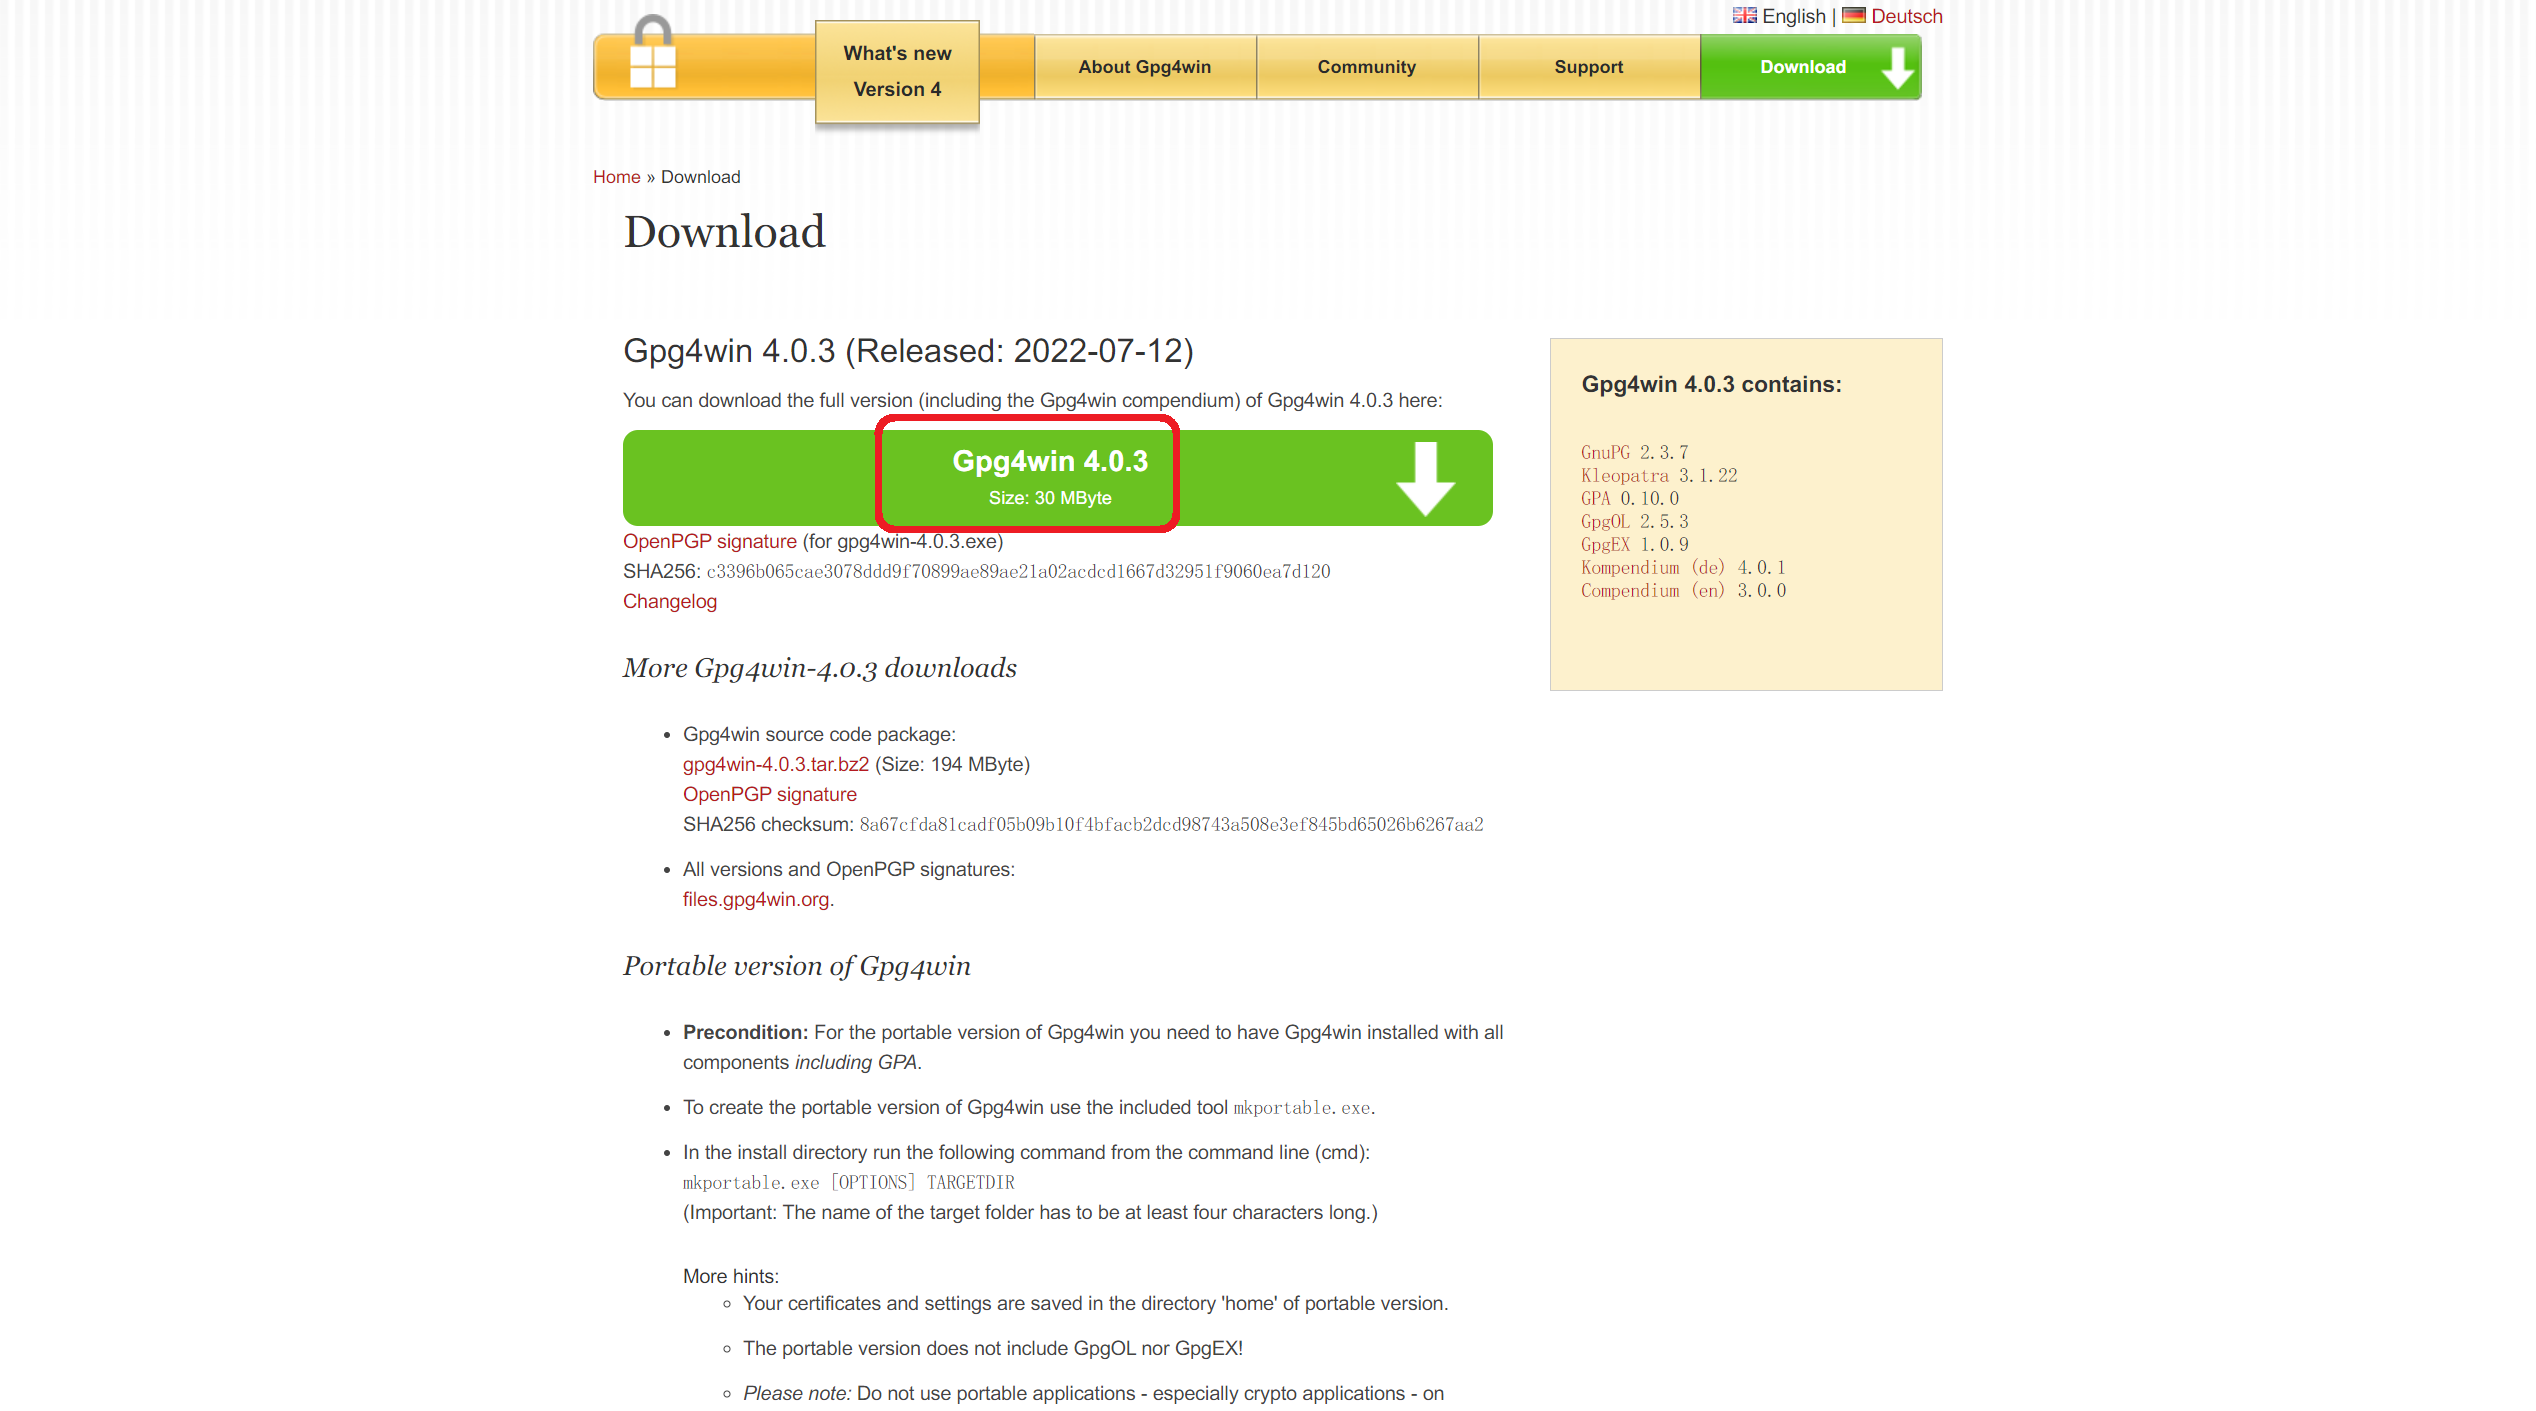 English | Deutsch
What's new
Version 4
About Gpg4win
Community
Support
Download
Home » Download
Download
Gpg4win 4.0.3 (Released: 2022-07-12)
You can download the full version (including the Gpg4win compendium) of Gpg4win 4.0.3 here:
Gpg4win 4.0.3
Size: 30 MByte
OpenPGP signature (for gpg4win-4.0.3.exe)
SHA256: c3396b065cae3078ddd9f70899ae89ae21a02acdcd1667d32951f9060ea7d120
Changelog
More Gpg4win-4.0.3 downloads
• Gpg4win source code package:
gpg4win-4.0.3.tar.bz2 (Size: 194 MByte)
OpenPGP signature
SHA256 checksum: 8a67cfda81cadf05b09b10f4bfacb2dcd98743a508e3ef845bd65026b6267aa2
• All versions and OpenPGP signatures:
files.gpg4win.org.
Portable version of Gpg4win
• Precondition: For the portable version of Gpg4win you need to have Gpg4win installed with all
components including GPA.
• To create the portable version of Gpg4win use the included tool mkportable.exe.
• In the install directory run the following command from the command line (cmd):
mkportable.exe [OPTIONS] TARGETDIR
(Important: The name of the target folder has to be at least four characters long.)
More hints:
◦ Your certificates and settings are saved in the directory 'home' of portable version.
◦ The portable version does not include GpgOL nor GpgEX!
◦ Please note: Do not use portable applications - especially crypto applications - on
Gpg4win 4.0.3 contains:
GnuPG 2.3.7
Kleopatra 3.1.22
GPA 0.10.0
GpgOL 2.5.3
GpgEX 1.0.9
Kompendium (de) 4.0.1
Compendium (en) 3.0.0